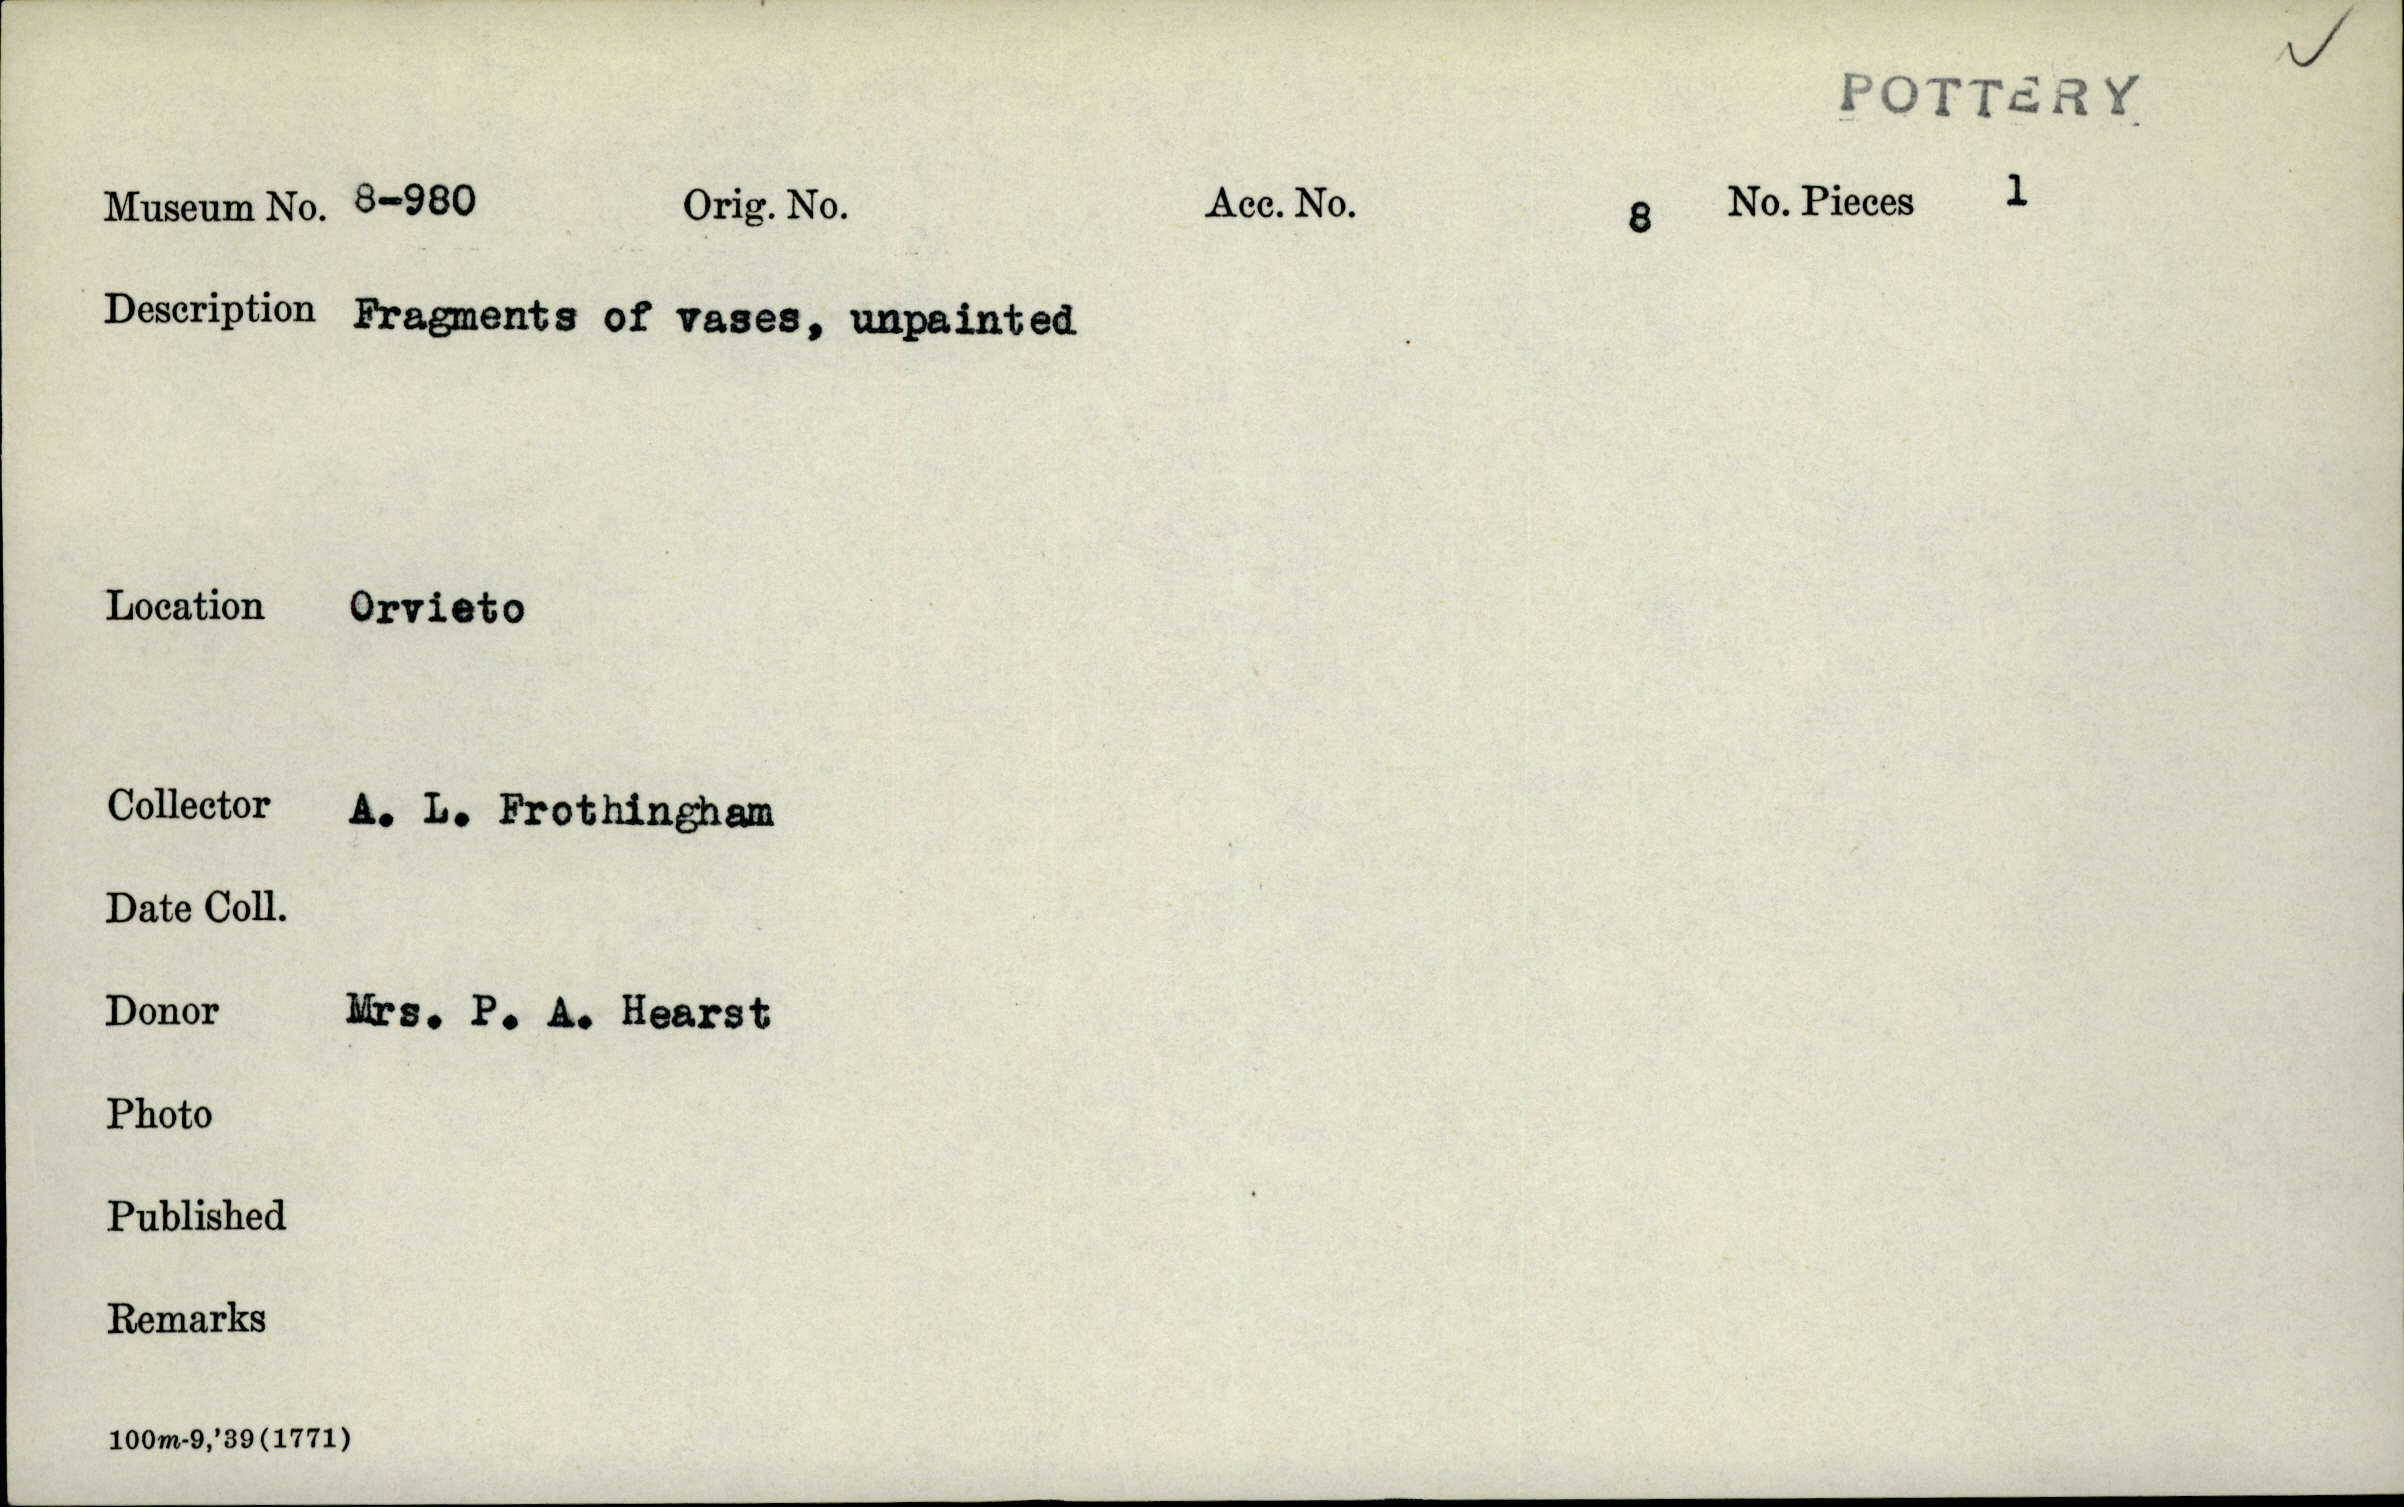 POTTERY
Museum No. 8-980 Orig. No. Acc. No. 8 No. Pieces 1
Description Fragments of vases, unpainted
Location Orvieto
Collector A. L. Frothingham
Date Coll.
Donor Mrs. P. A. Hearst
Photo
Published
Remarks
100m-9,'39(1771)